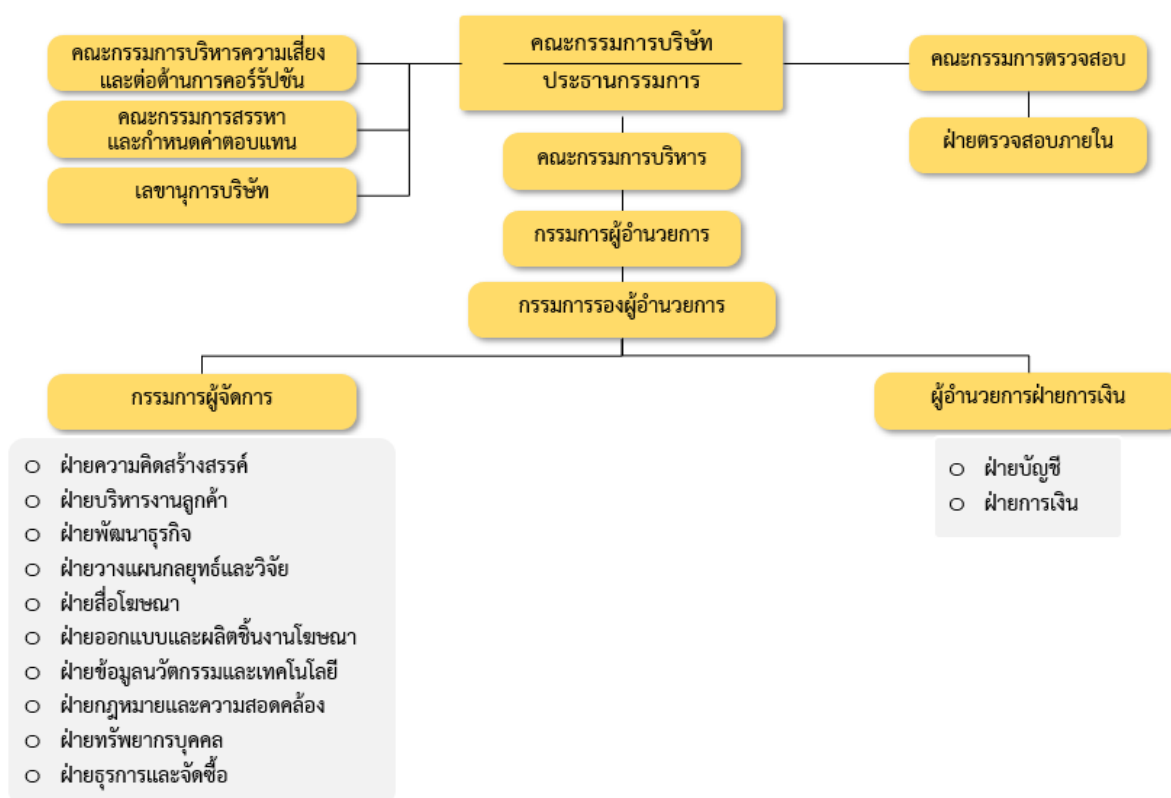 คณะกรรมการบริษัท
ประธานกรรมการ
คณะกรรมการบริหารความเสี่ยง
และต่อต้านการคอร์รัปชัน
คณะกรรมการสรรหา
และกำหนดค่าตอบแทน
เลขานุการบริษัท
คณะกรรมการตรวจสอบ
ฝ่ายตรวจสอบภายใน
คณะกรรมการบริหาร
กรรมการผู้อำนวยการ
กรรมการรองผู้อำนวยการ
กรรมการผู้จัดการ
ฝ่ายความคิดสร้างสรรค์
ฝ่ายบริหารงานลูกค้า
ฝ่ายพัฒนาธุรกิจ
ฝ่ายวางแผนกลยุทธ์และวิจัย
ฝ่ายสื่อโฆษณา
ฝ่ายออกแบบและผลิตชิ้นงานโฆษณา
ฝ่ายข้อมูลนวัตกรรมและเทคโนโลยี
ฝ่ายกฎหมายและความสอดคล้อง
ฝ่ายทรัพยากรบุคคล
ฝ่ายธุรการและจัดซื้อ
ผู้อำนวยการฝ่ายการเงิน
ฝ่ายบัญชี
ฝ่ายการเงิน